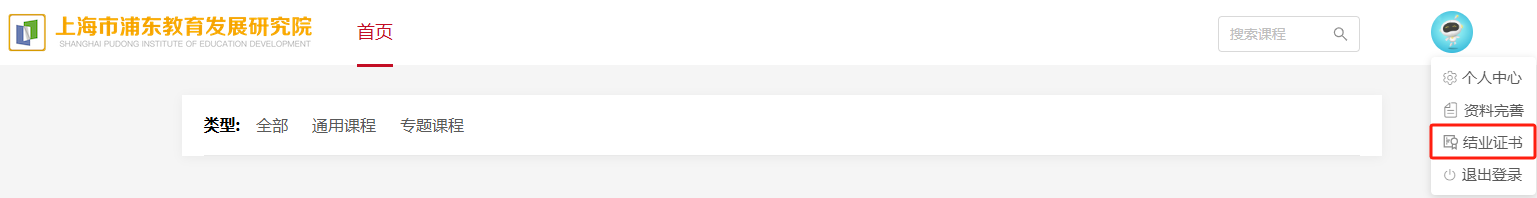 上海市浦东教育发展研究院
SHANGHAI PUDONG INSTITUTE OF EDUCATION DEVELOPMENT
首页
搜索课程
个人中心
资料完善
结业证书
退出登录
类型: 全部 通用课程 专题课程